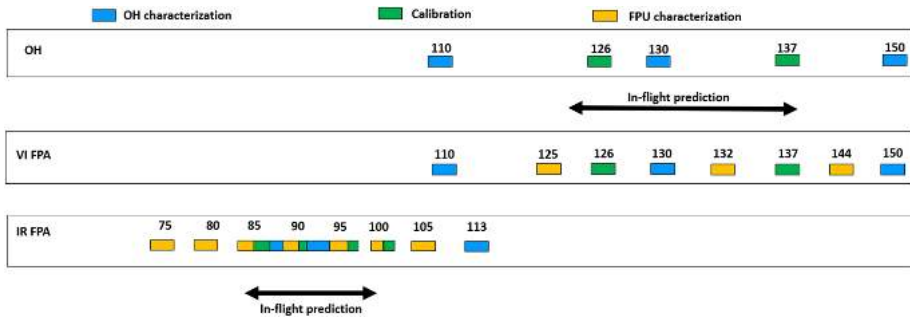 OH characterization Calibration FPU characterization
OH 110 126 130 137 150
In-flight prediction
VI FPA 110 125 126 130 132 137 144 150
IR FPA 75 80 85 90 95 100 105 113
In-flight prediction